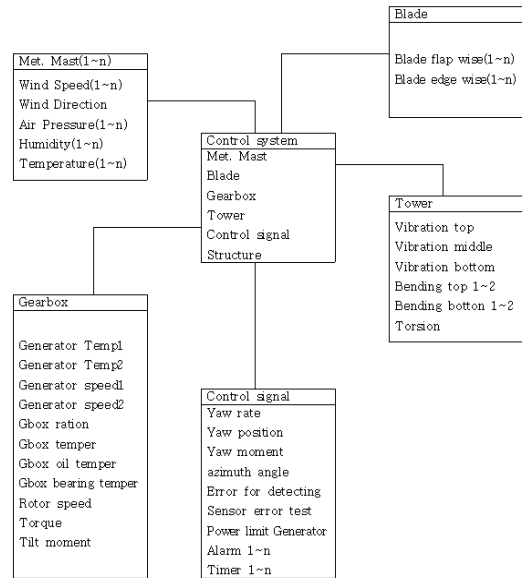 Blade
Blade flap wise(1~n)
Blade edge wise(1~n)
Met. Mast(1~n)
Wind Speed(1~n)
Wind Direction
Air Pressure(1~n)
Humidity(1~n)
Temperature(1~n)
Control system
Met. Mast
Blade
Gearbox
Tower
Control signal
Structure
Tower
Vibration top
Vibration middle
Vibration bottom
Bending top 1~2
Bending botton 1~2
Torsion
Gearbox
Generator Temp1
Generator Temp2
Generator speed1
Generator speed2
Gbox ration
Gbox temper
Gbox oil temper
Gbox bearing temper
Rotor speed
Torque
Tilt moment
Control signal
Yaw rate
Yaw position
Yaw moment
azimuth angle
Error for detecting
Sensor error test
Power limit Generator
Alarm 1~n
Timer 1~n